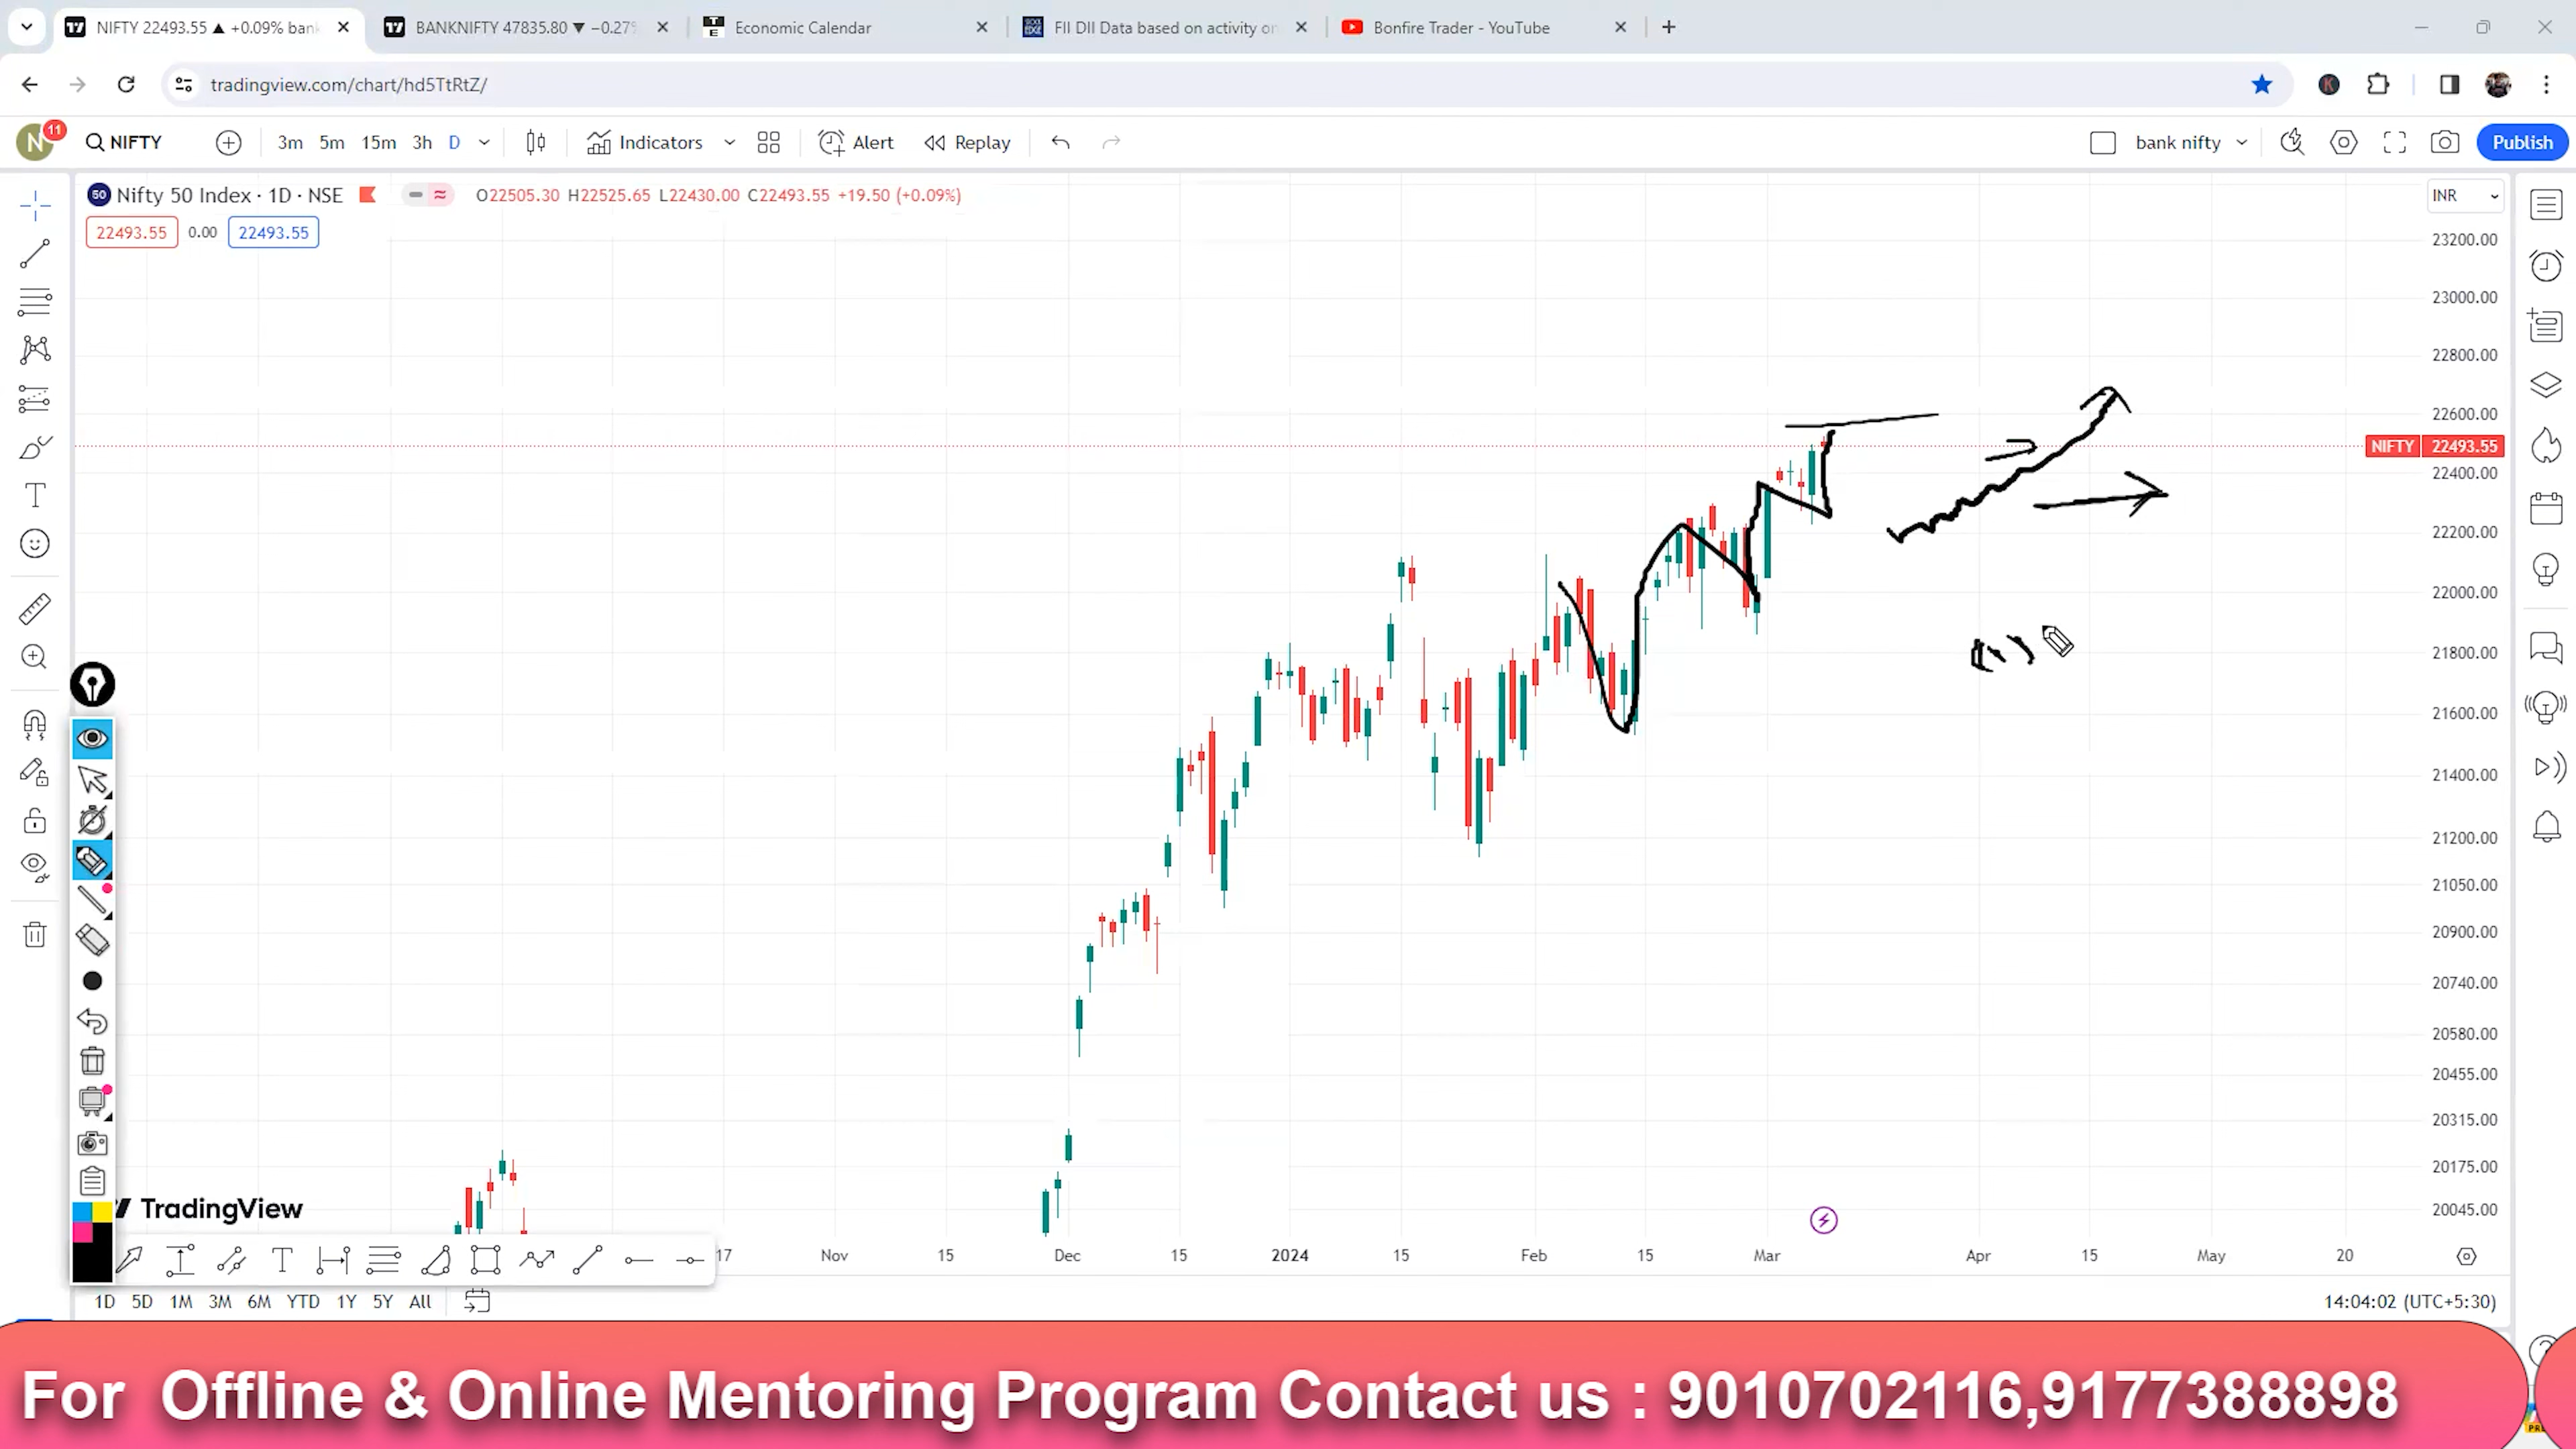 NIFTY 22493.55 ▲ +0.09% bank
BANKNIFTY 47835.80 ▼ −0.27%
Economic Calendar
FII DII Data based on activity on
Bonfire Trader - YouTube
tradingview.com/chart/hd5TtRtZ/
N 11 NIFTY 3m 5m 15m 3h D Indicators Alert Replay bank nifty Publish
50 Nifty 50 Index · 1D · NSE O22505.30 H22525.65 L22430.00 C22493.55 +19.50 (+0.09%) INR
22493.55 0.00 22493.55
23200.00
23000.00
22800.00
22600.00
NIFTY 22493.55
22400.00
22200.00
22000.00
21800.00
21600.00
21400.00
21200.00
21050.00
20900.00
20740.00
20580.00
20455.00
20315.00
20175.00
20045.00
TradingView
17 Nov 15 Dec 15 2024 15 Feb 15 Mar Apr 15 May 20
1D 5D 1M 3M 6M YTD 1Y 5Y All 14:04:02 (UTC+5:30)
For Offline & Online Mentoring Program Contact us : 9010702116,9177388898